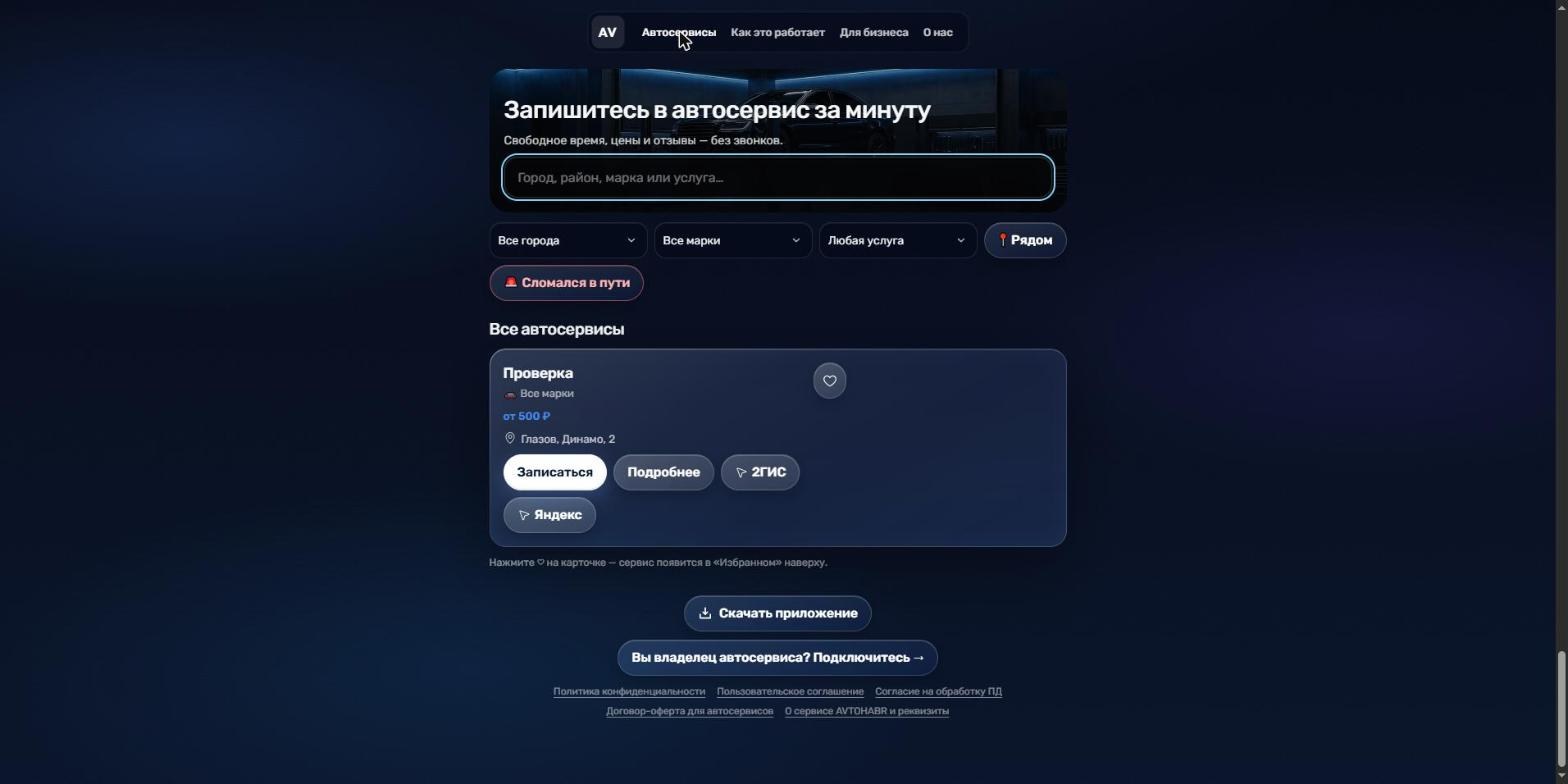 AV Автосервисы Как это работает Для бизнеса О нас
Запишитесь в автосервис за минуту
Свободное время, цены и отзывы — без звонков.
Город, район, марка или услуга…
Все города Все марки Любая услуга 📍 Рядом
🚨 Сломался в пути
Все автосервисы
Проверка
🚗 Все марки
от 500 ₽
Глазов, Динамо, 2
Записаться Подробнее 2ГИС
Яндекс
Нажмите ♡ на карточке — сервис появится в «Избранном» наверху.
Скачать приложение
Вы владелец автосервиса? Подключитесь →
Политика конфиденциальности Пользовательское соглашение Согласие на обработку ПД
Договор-оферта для автосервисов О сервисе AVTOHABR и реквизиты